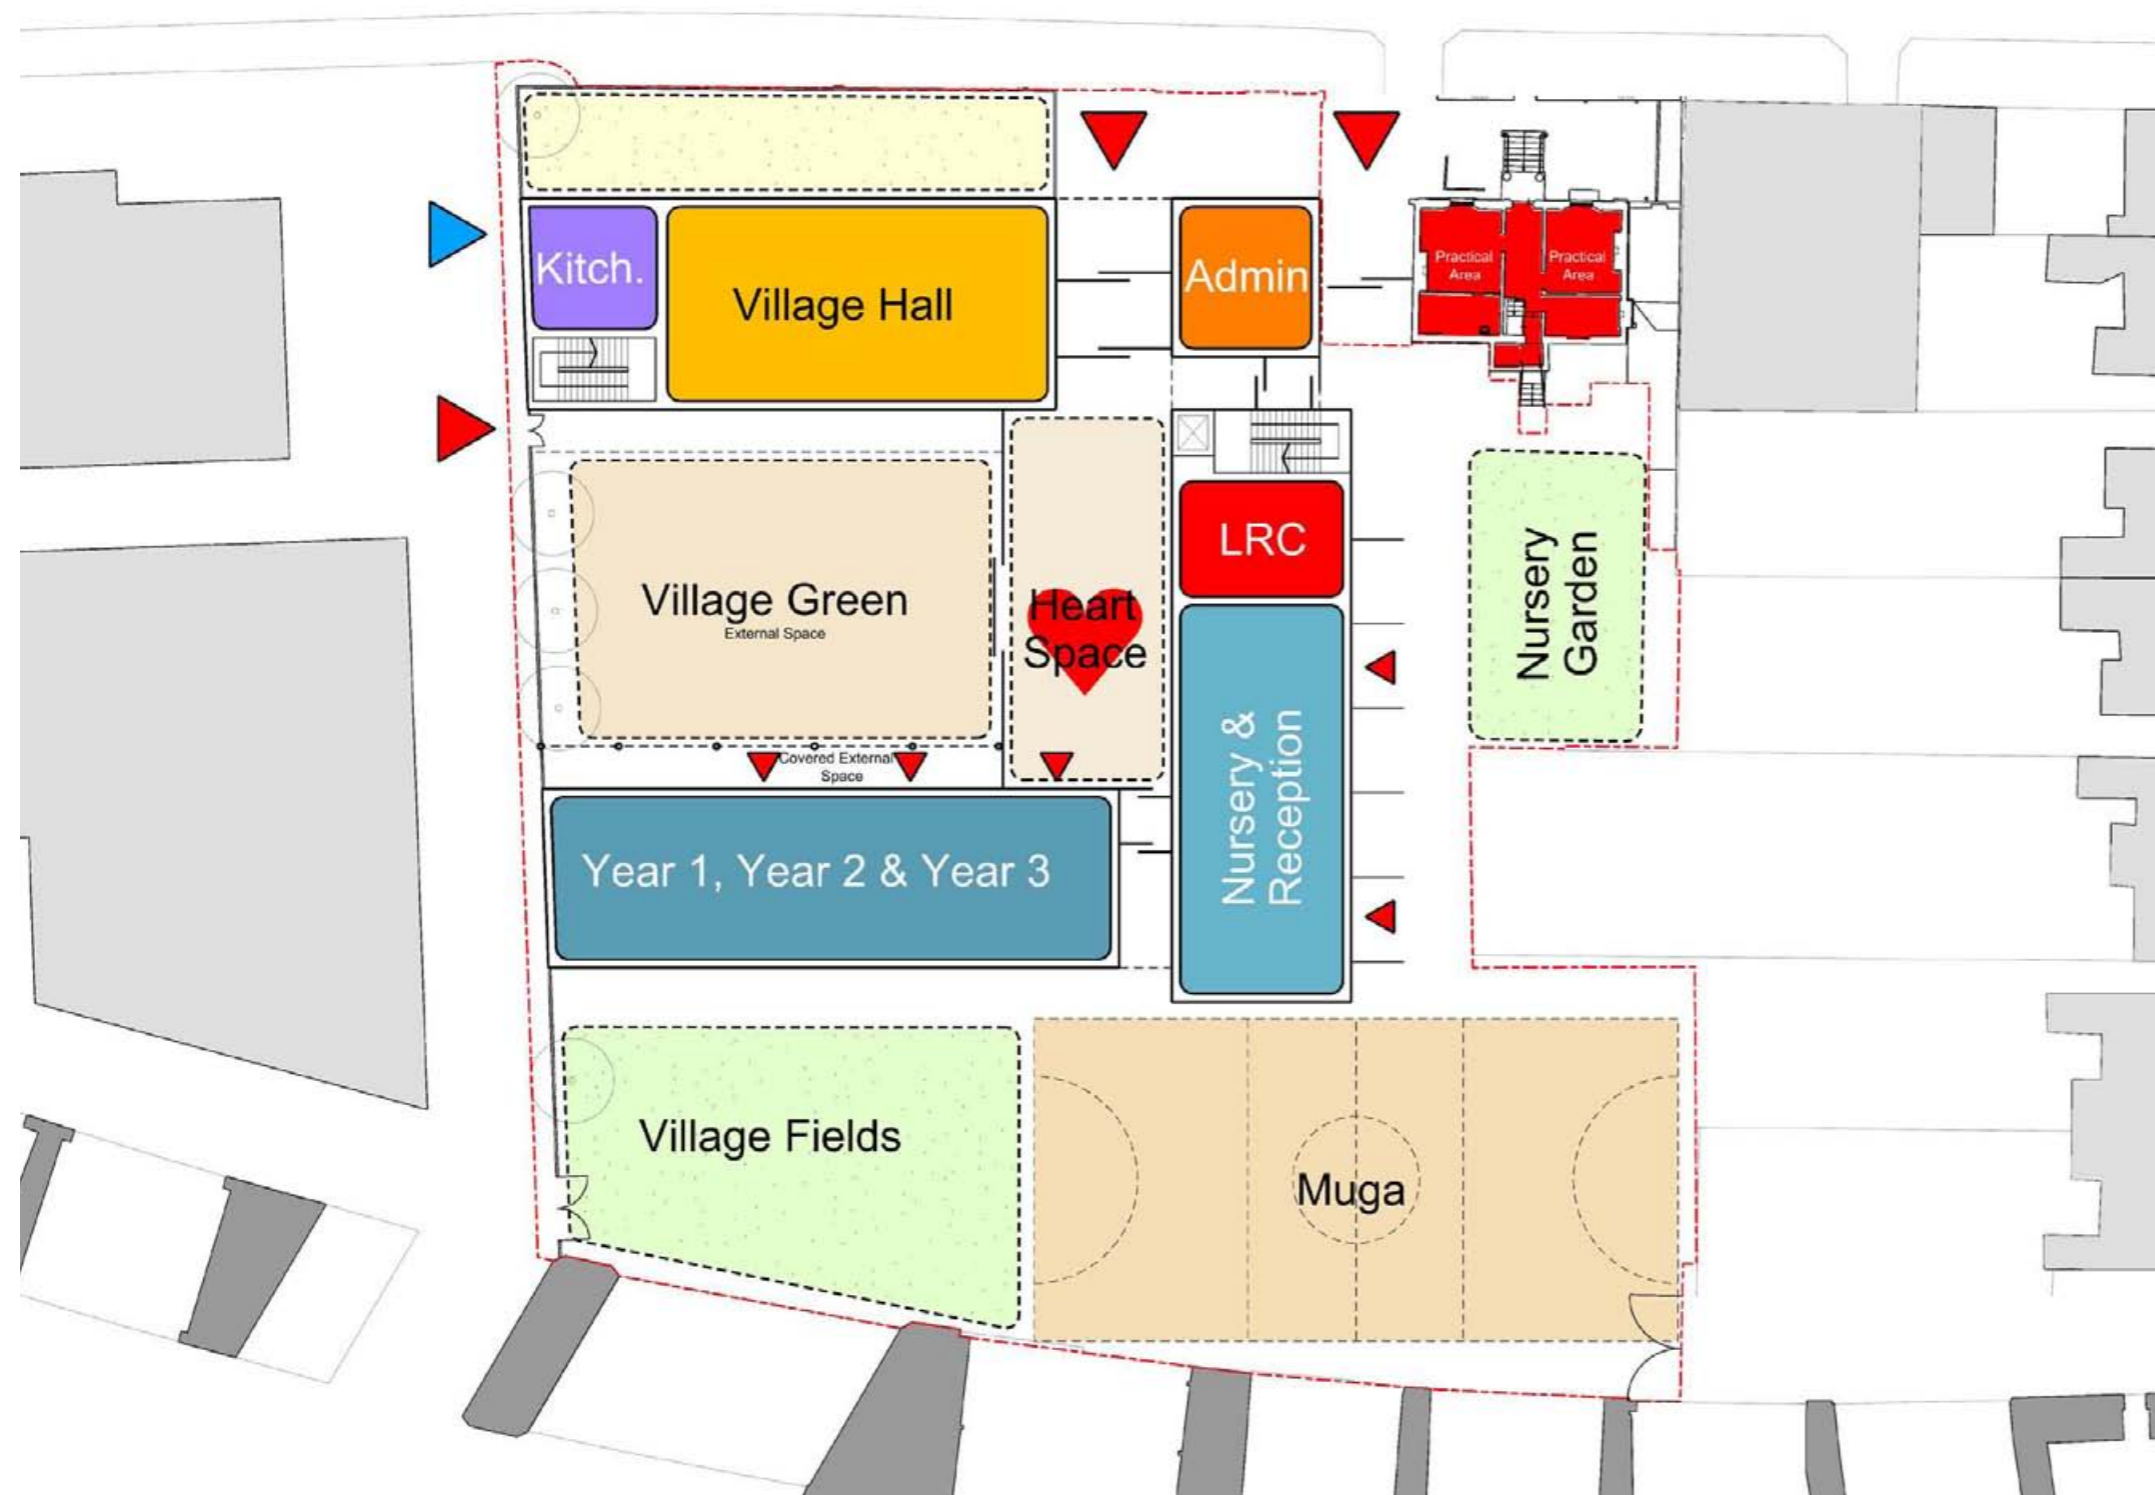 Kitch.
Village Hall
Admin
Practical
Area
Practical
Area
Village Green
External Space
Heart
Space
LRC
Nursery
Garden
Covered External
Space
Nursery &
Reception
Year 1, Year 2 & Year 3
Village Fields
Muga